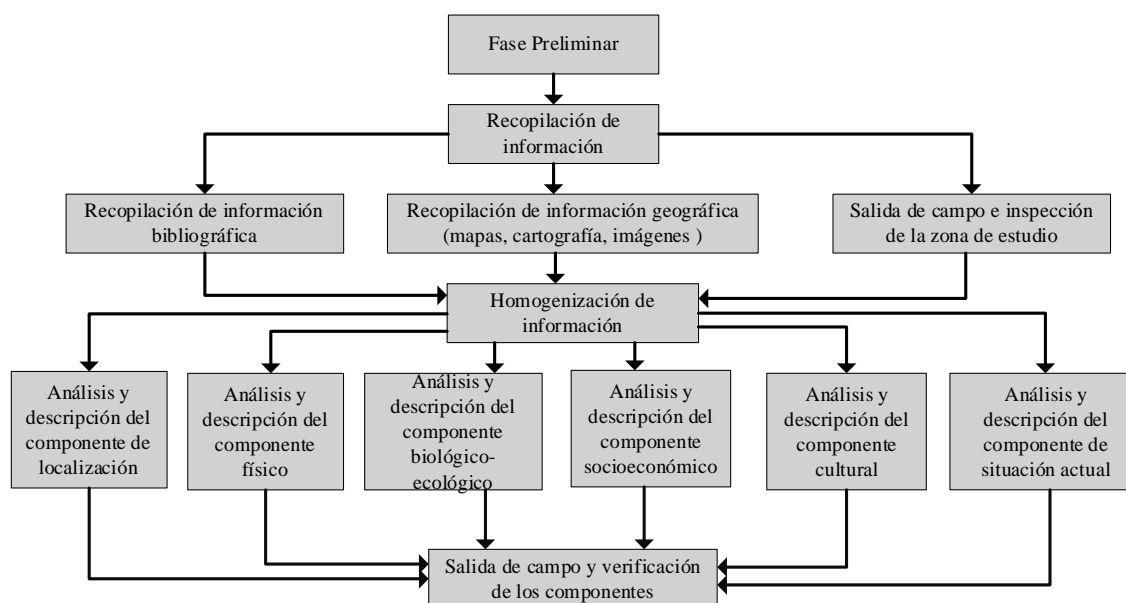 Fase Preliminar
Recopilación de
información
Recopilación de información
bibliográfica
Recopilación de información geográfica
(mapas, cartografía, imágenes )
Salida de campo e inspección
de la zona de estudio
Homogenización de
información
Análisis y
descripción del
componente de
localización
Análisis y
descripción del
componente
físico
Análisis y
descripción del
componente
biológico-
ecológico
Análisis y
descripción del
componente
socioeconómico
Análisis y
descripción del
componente
cultural
Análisis y
descripción del
componente de
situación actual
Salida de campo y verificación
de los componentes